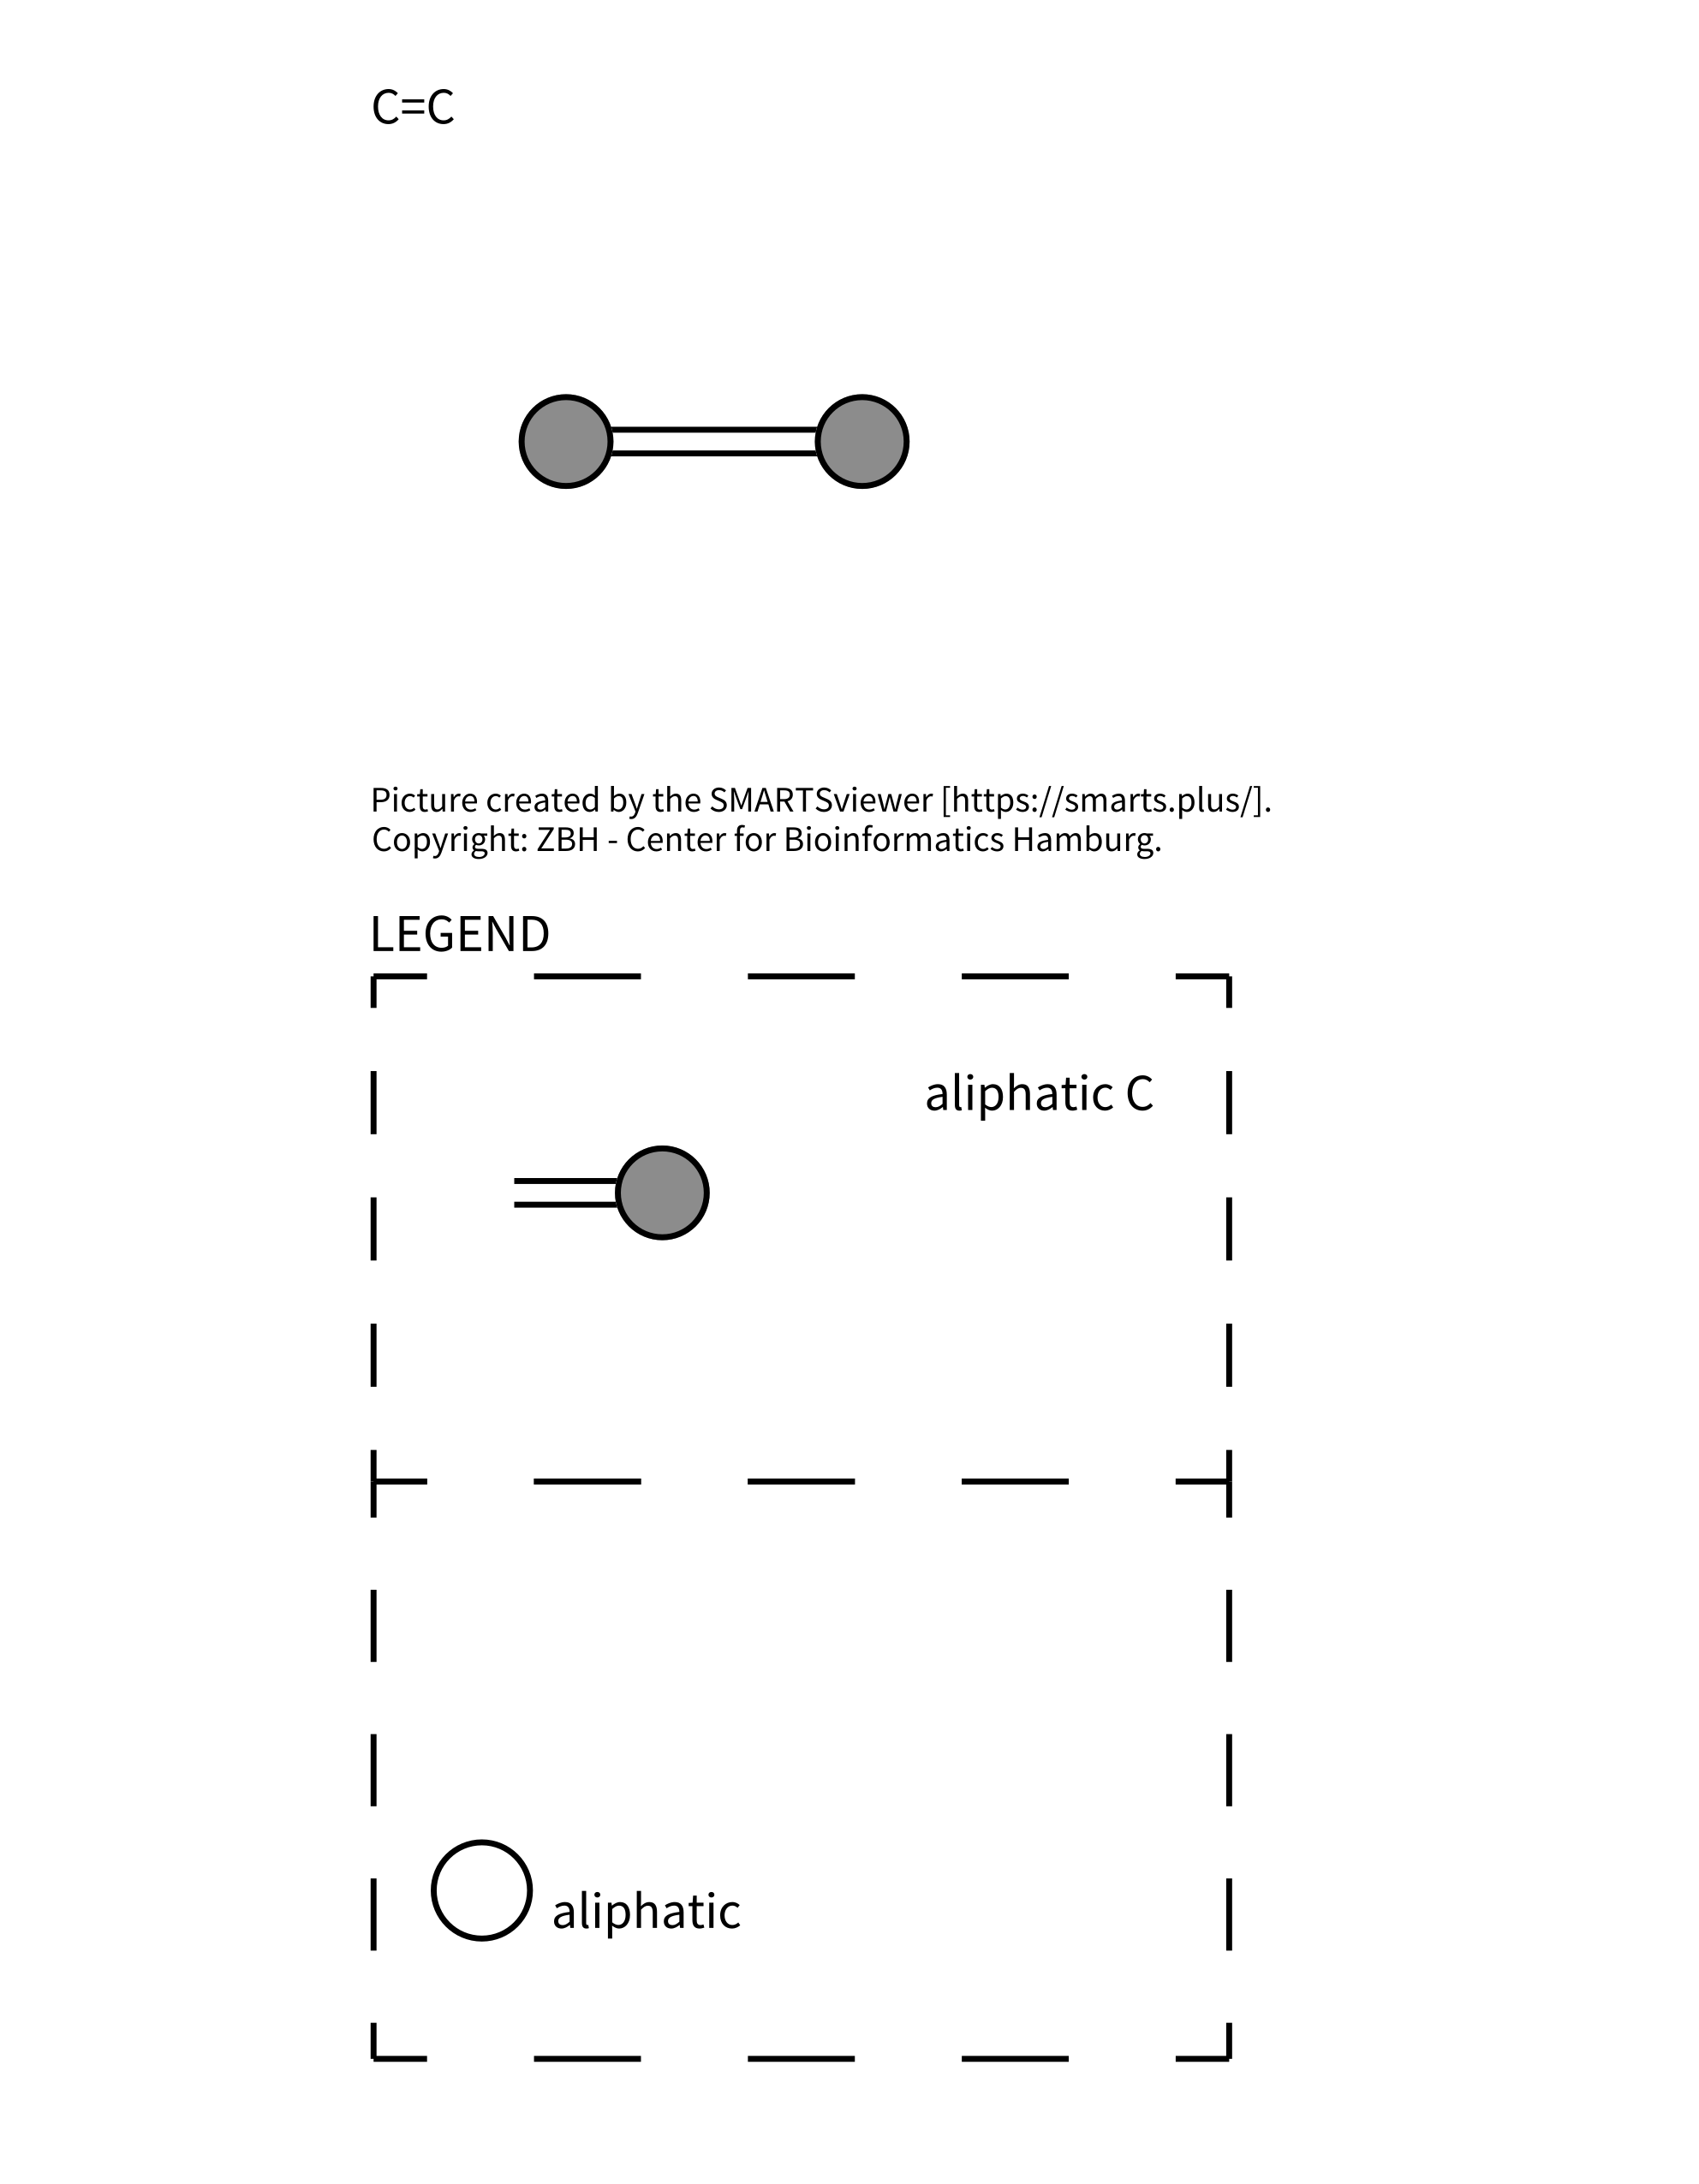 C=C
Picture created by the SMARTSviewer [https://smarts.plus/].
Copyright: ZBH - Center for Bioinformatics Hamburg.
LEGEND
aliphatic C
aliphatic